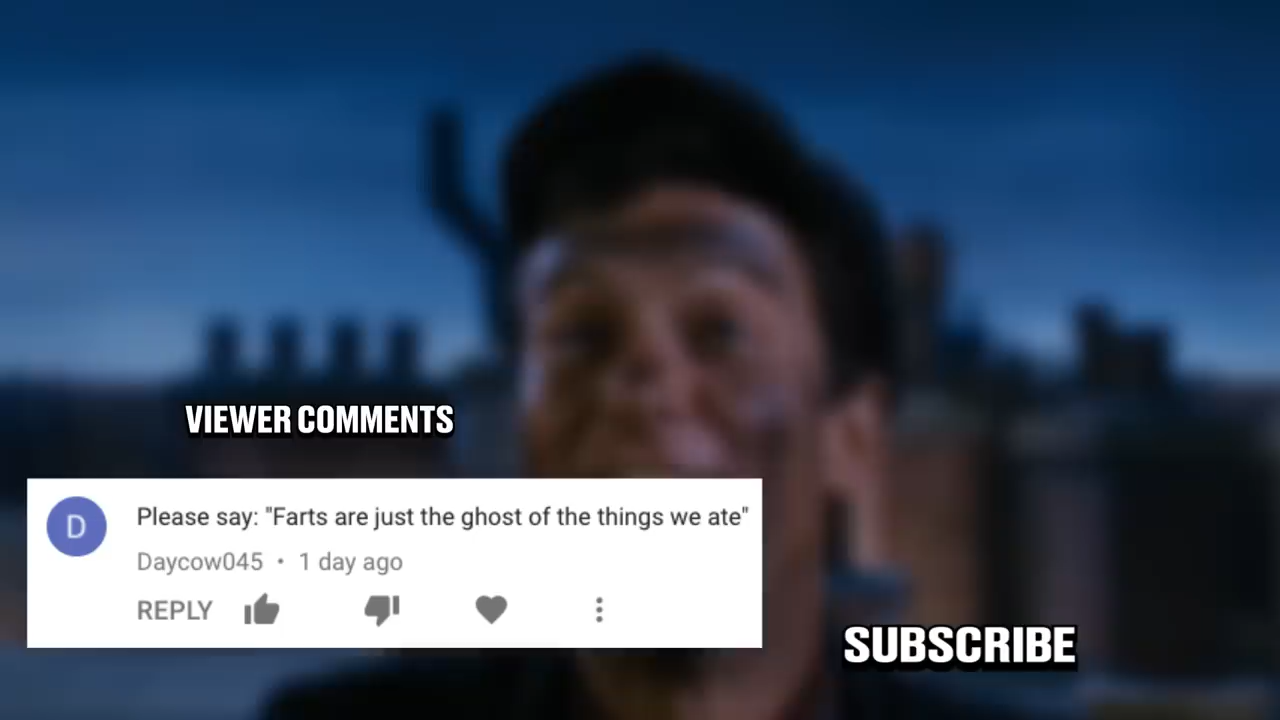 VIEWER COMMENTS
D
Please say: "Farts are just the ghost of the things we ate"
Daycow045 • 1 day ago
REPLY
SUBSCRIBE